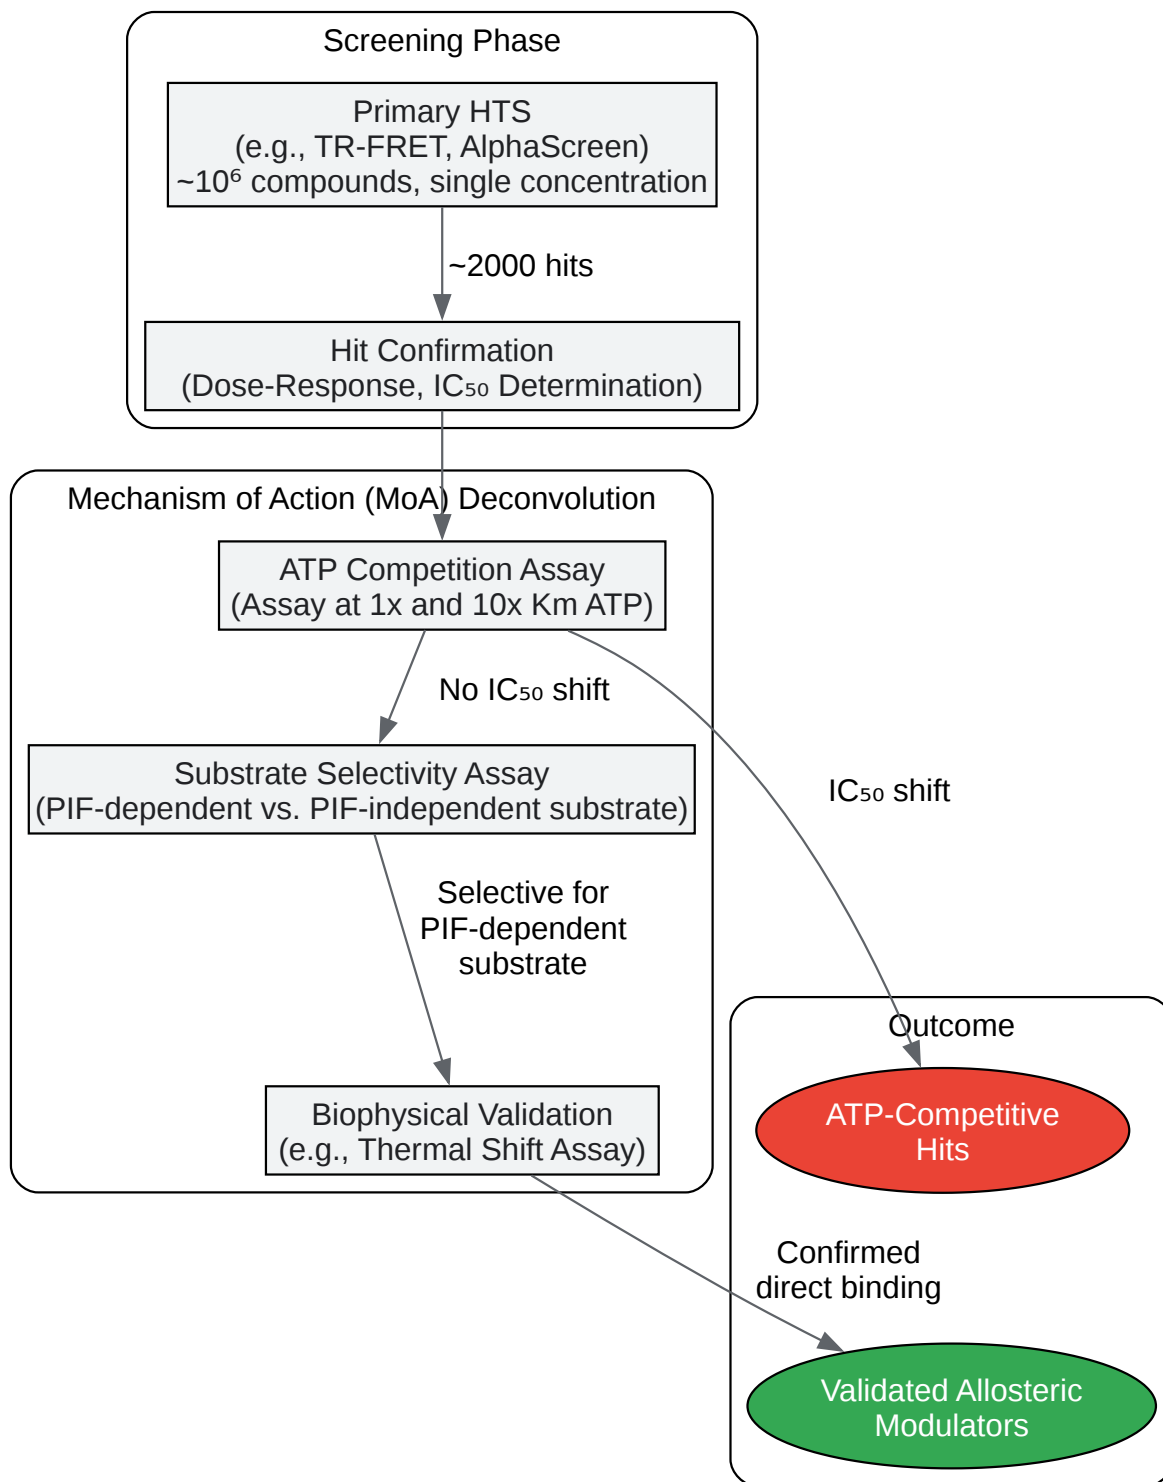 Screening Phase
Primary HTS
(e.g., TR-FRET, AlphaScreen)
~10⁶ compounds, single concentration
~2000 hits
Hit Confirmation
(Dose-Response, IC₅₀ Determination)
Mechanism of Action (MoA) Deconvolution
ATP Competition Assay
(Assay at 1x and 10x Km ATP)
No IC₅₀ shift
Substrate Selectivity Assay
(PIF-dependent vs. PIF-independent substrate)
IC₅₀ shift
Selective for
PIF-dependent
substrate
Outcome
ATP-Competitive
Hits
Biophysical Validation
(e.g., Thermal Shift Assay)
Confirmed
direct binding
Validated Allosteric
Modulators